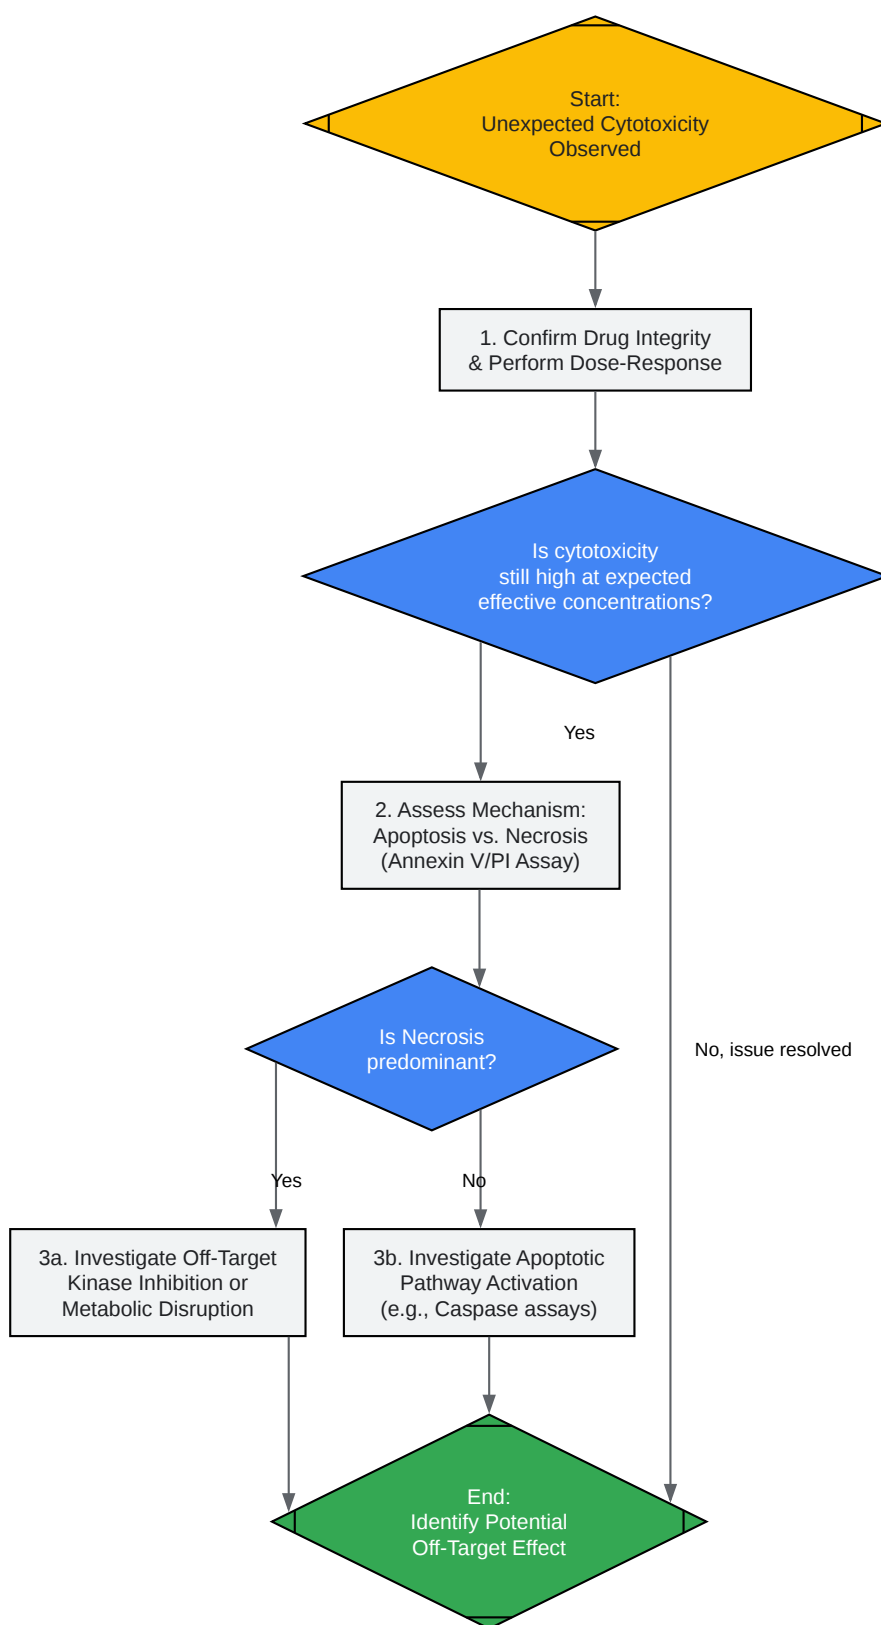 Start:
Unexpected Cytotoxicity
Observed
1. Confirm Drug Integrity
& Perform Dose-Response
Is cytotoxicity
still high at expected
effective concentrations?
Yes
2. Assess Mechanism:
Apoptosis vs. Necrosis
(Annexin V/PI Assay)
Is Necrosis
predominant?
No, issue resolved
Yes
No
3a. Investigate Off-Target
Kinase Inhibition or
Metabolic Disruption
3b. Investigate Apoptotic
Pathway Activation
(e.g., Caspase assays)
End:
Identify Potential
Off-Target Effect